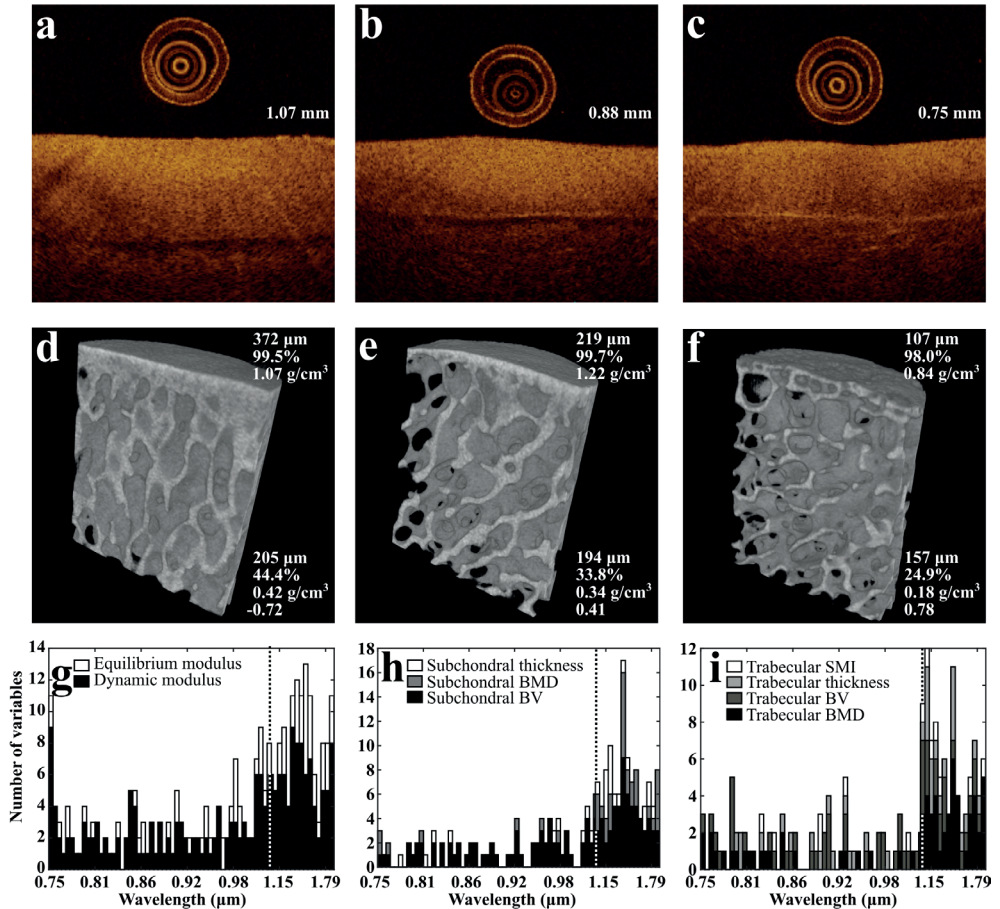 a
1.07 mm
b
0.88 mm
c
0.75 mm
d
372 µm
99.5%
1.07 g/cm³
205 µm
44.4%
0.42 g/cm³
-0.72
e
219 µm
99.7%
1.22 g/cm³
194 µm
33.8%
0.34 g/cm³
0.41
f
107 µm
98.0%
0.84 g/cm³
157 µm
24.9%
0.18 g/cm³
0.78
g
Equilibrium modulus
Dynamic modulus
Number of variables
14
12
10
8
6
4
2
0
0.75 0.81 0.86 0.92 0.98 1.15 1.79
Wavelength (µm)
h
Subchondral thickness
Subchondral BMD
Subchondral BV
18
16
14
12
10
8
6
4
2
0
0.75 0.81 0.86 0.92 0.98 1.15 1.79
Wavelength (µm)
i
Trabecular SMI
Trabecular thickness
Trabecular BV
Trabecular BMD
12
10
8
6
4
2
0
0.75 0.81 0.86 0.92 0.98 1.15 1.79
Wavelength (µm)